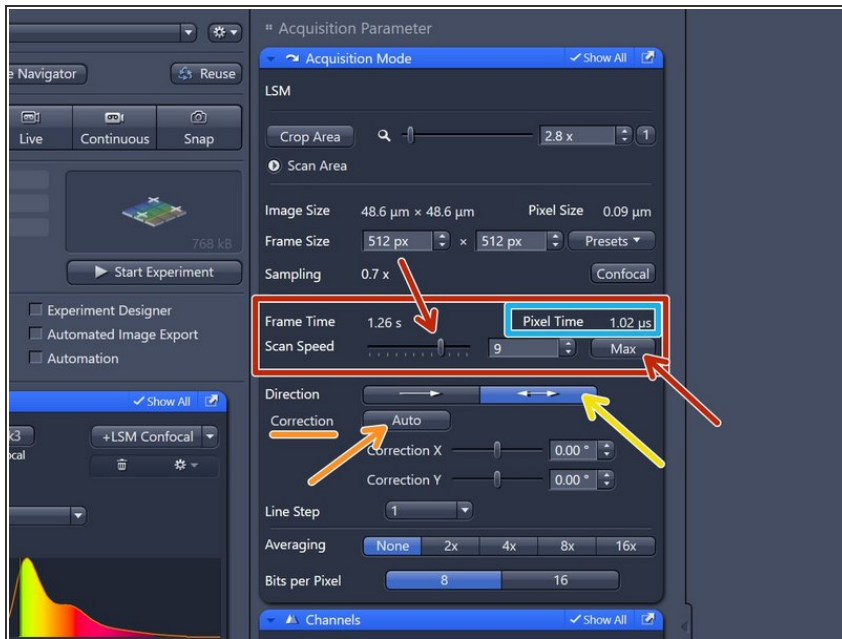 Acquisition Parameter
Acquisition Mode Show All
LSM
e Navigator Reuse
Live Continuous Snap
Crop Area 2.8 x 1
Scan Area
Image Size 48.6 µm × 48.6 µm Pixel Size 0.09 µm
Frame Size 512 px × 512 px Presets
768 kB
Start Experiment
Sampling 0.7 x Confocal
Experiment Designer
Automated Image Export
Automation
Frame Time 1.26 s Pixel Time 1.02 µs
Scan Speed 9 Max
Show All
Direction
Correction Auto
k3 +LSM Confocal
ocal
Correction X 0.00 °
Correction Y 0.00 °
Line Step 1
Averaging None 2x 4x 8x 16x
Bits per Pixel 8 16
Channels Show All